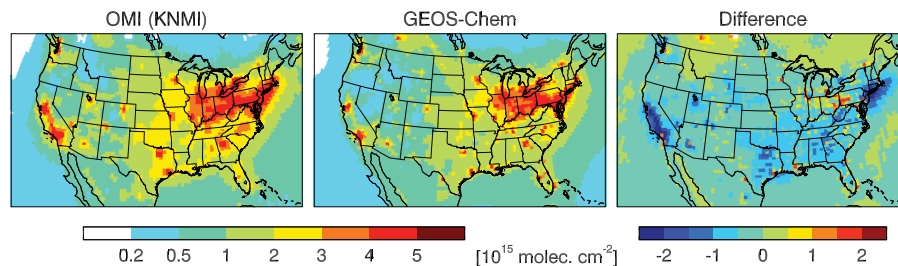 OMI (KNMI) GEOS-Chem Difference
0.2 0.5 1 2 3 4 5 [10¹⁵ molec. cm⁻²] -2 -1 0 1 2